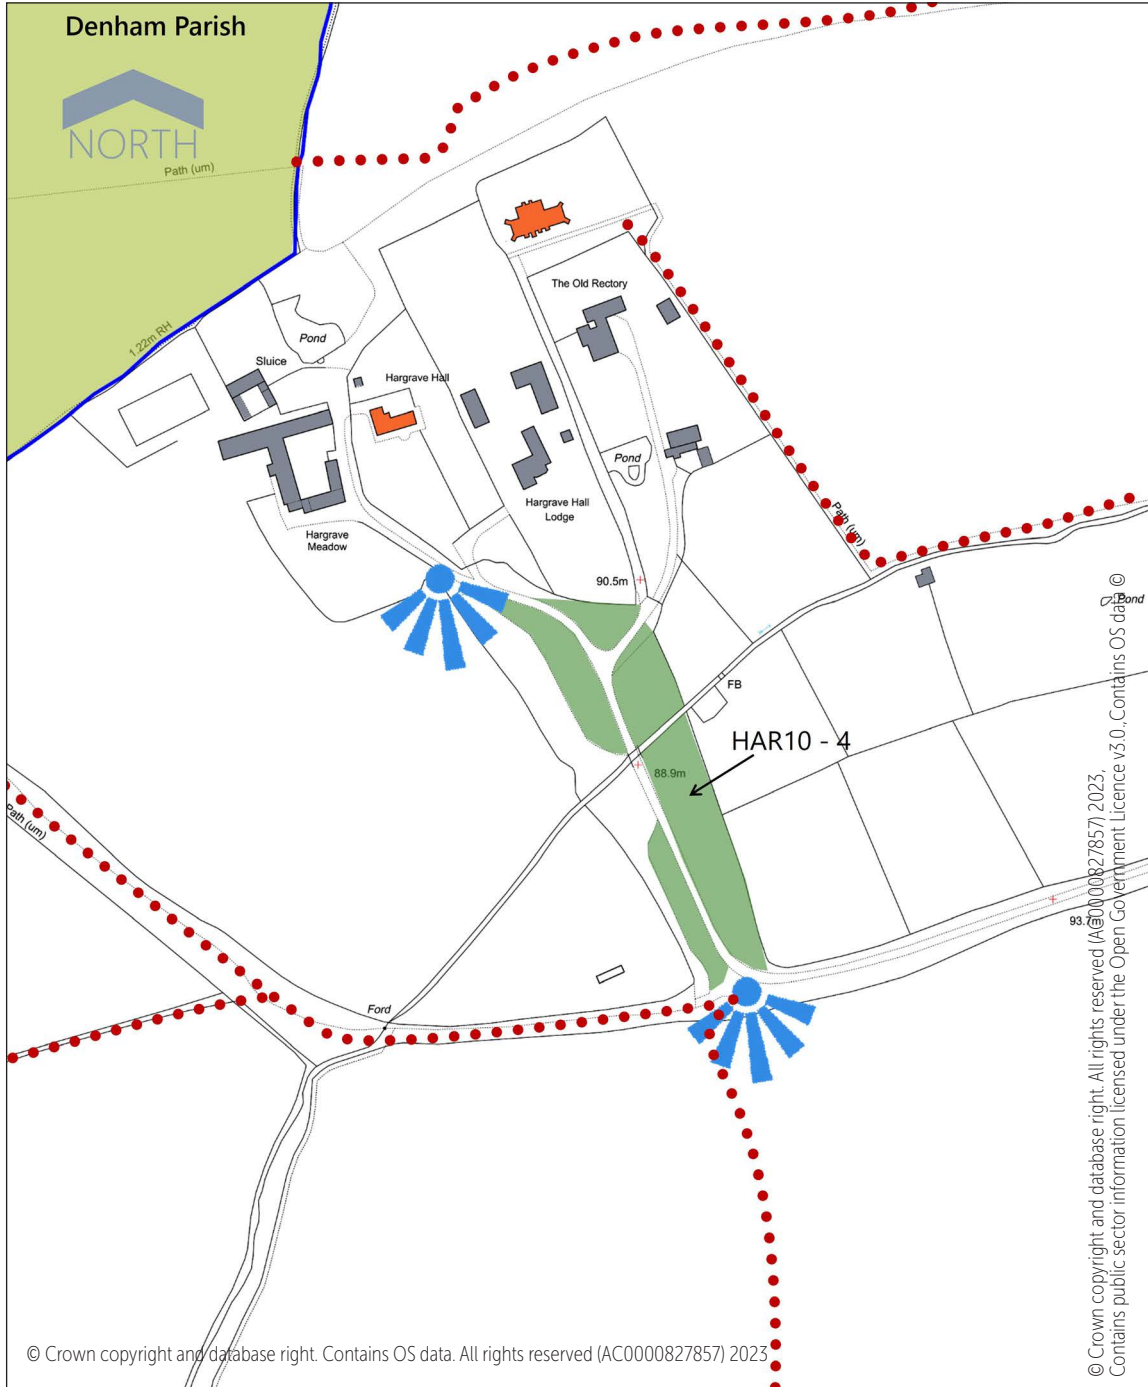 Denham Parish
NORTH
Path (um)
1.22m RH
Pond
Sluice
Hargrave Hall
The Old Rectory
Pond
Hargrave Hall
Lodge
Hargrave
Meadow
Path (um)
90.5m
Pond
FB
HAR10 - 4
88.9m
Path (um)
93.7m
Ford
© Crown copyright and database right. Contains OS data. All rights reserved (AC0000827857) 2023
© Crown copyright and database right. All rights reserved (AC0000827857) 2023,
Contains public sector information licensed under the Open Government Licence v3.0, Contains OS data ©